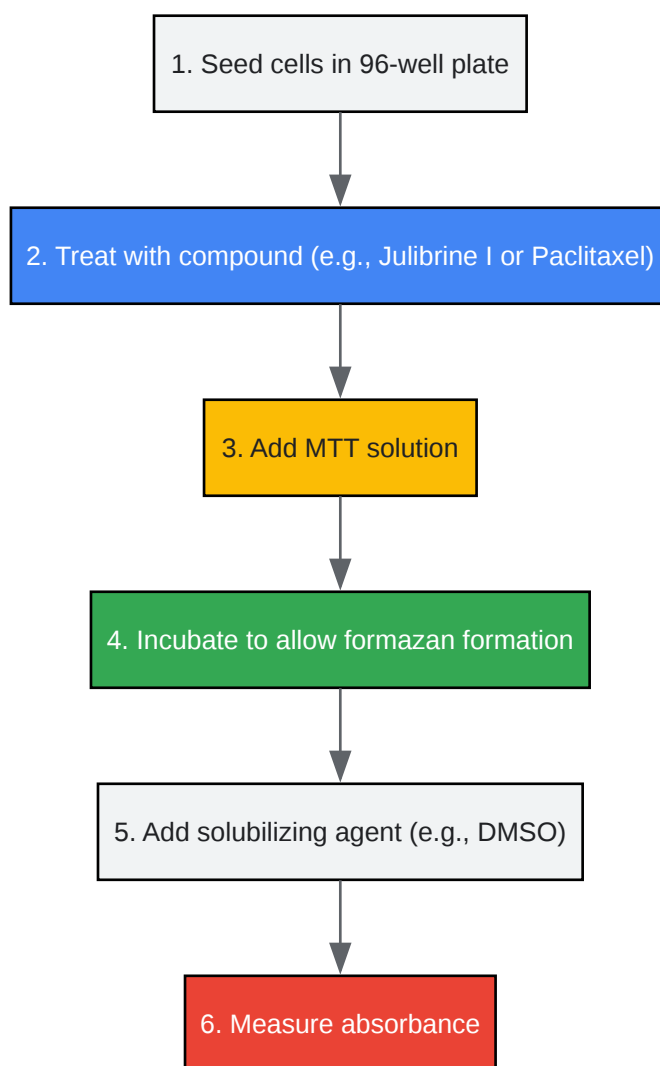 1. Seed cells in 96-well plate
2. Treat with compound (e.g., Julibrine I or Paclitaxel)
3. Add MTT solution
4. Incubate to allow formazan formation
5. Add solubilizing agent (e.g., DMSO)
6. Measure absorbance